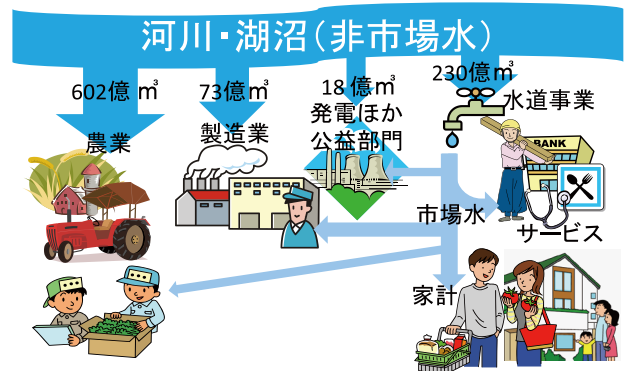 河川・湖沼（非市場水）
602億㎥
73億㎥
18億㎥
230億㎥
農業
製造業
発電ほか
公益部門
水道事業
BANK
市場水
サービス
家計